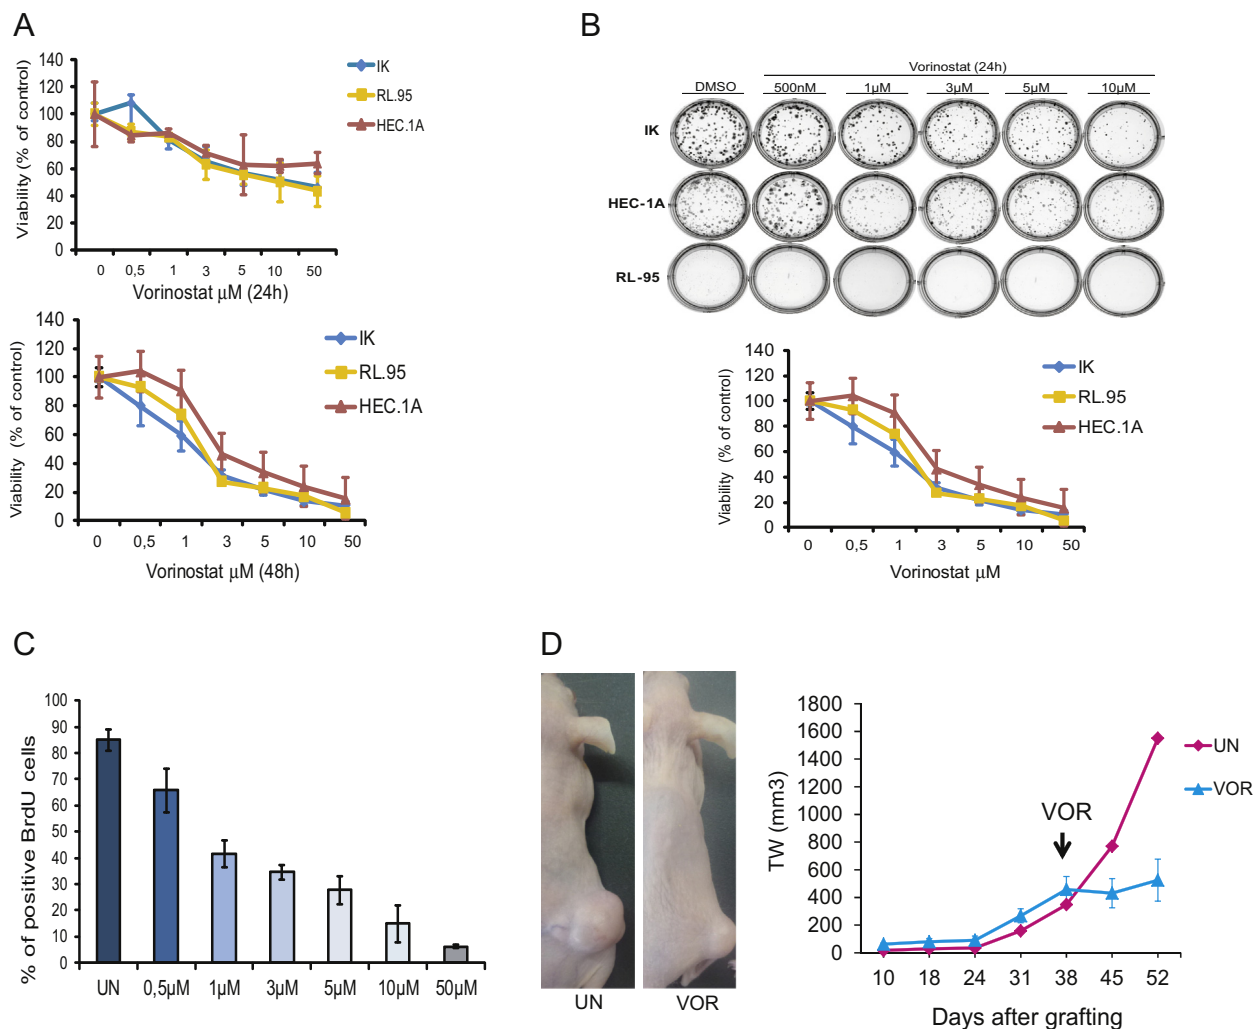 A
140
120
100
80
60
40
20
0
Viability (% of control)
0 0,5 1 3 5 10 50
Vorinostat μM (24h)
IK
RL.95
HEC.1A
140
120
100
80
60
40
20
0
Viability (% of control)
0 0,5 1 3 5 10 50
Vorinostat μM (48h)
IK
RL.95
HEC.1A
B
Vorinostat (24h)
DMSO 500nM 1μM 3μM 5μM 10μM
IK
HEC-1A
RL-95
140
120
100
80
60
40
20
0
Viability (% of control)
0 0,5 1 3 5 10 50
Vorinostat μM
IK
RL.95
HEC.1A
C
100
90
80
70
60
50
40
30
20
10
0
% of positive BrdU cells
UN 0,5μM 1μM 3μM 5μM 10μM 50μM
D
UN VOR
1800
1600
1400
1200
1000
800
600
400
200
0
TW (mm3)
VOR
10 18 24 31 38 45 52
Days after grafting
UN
VOR